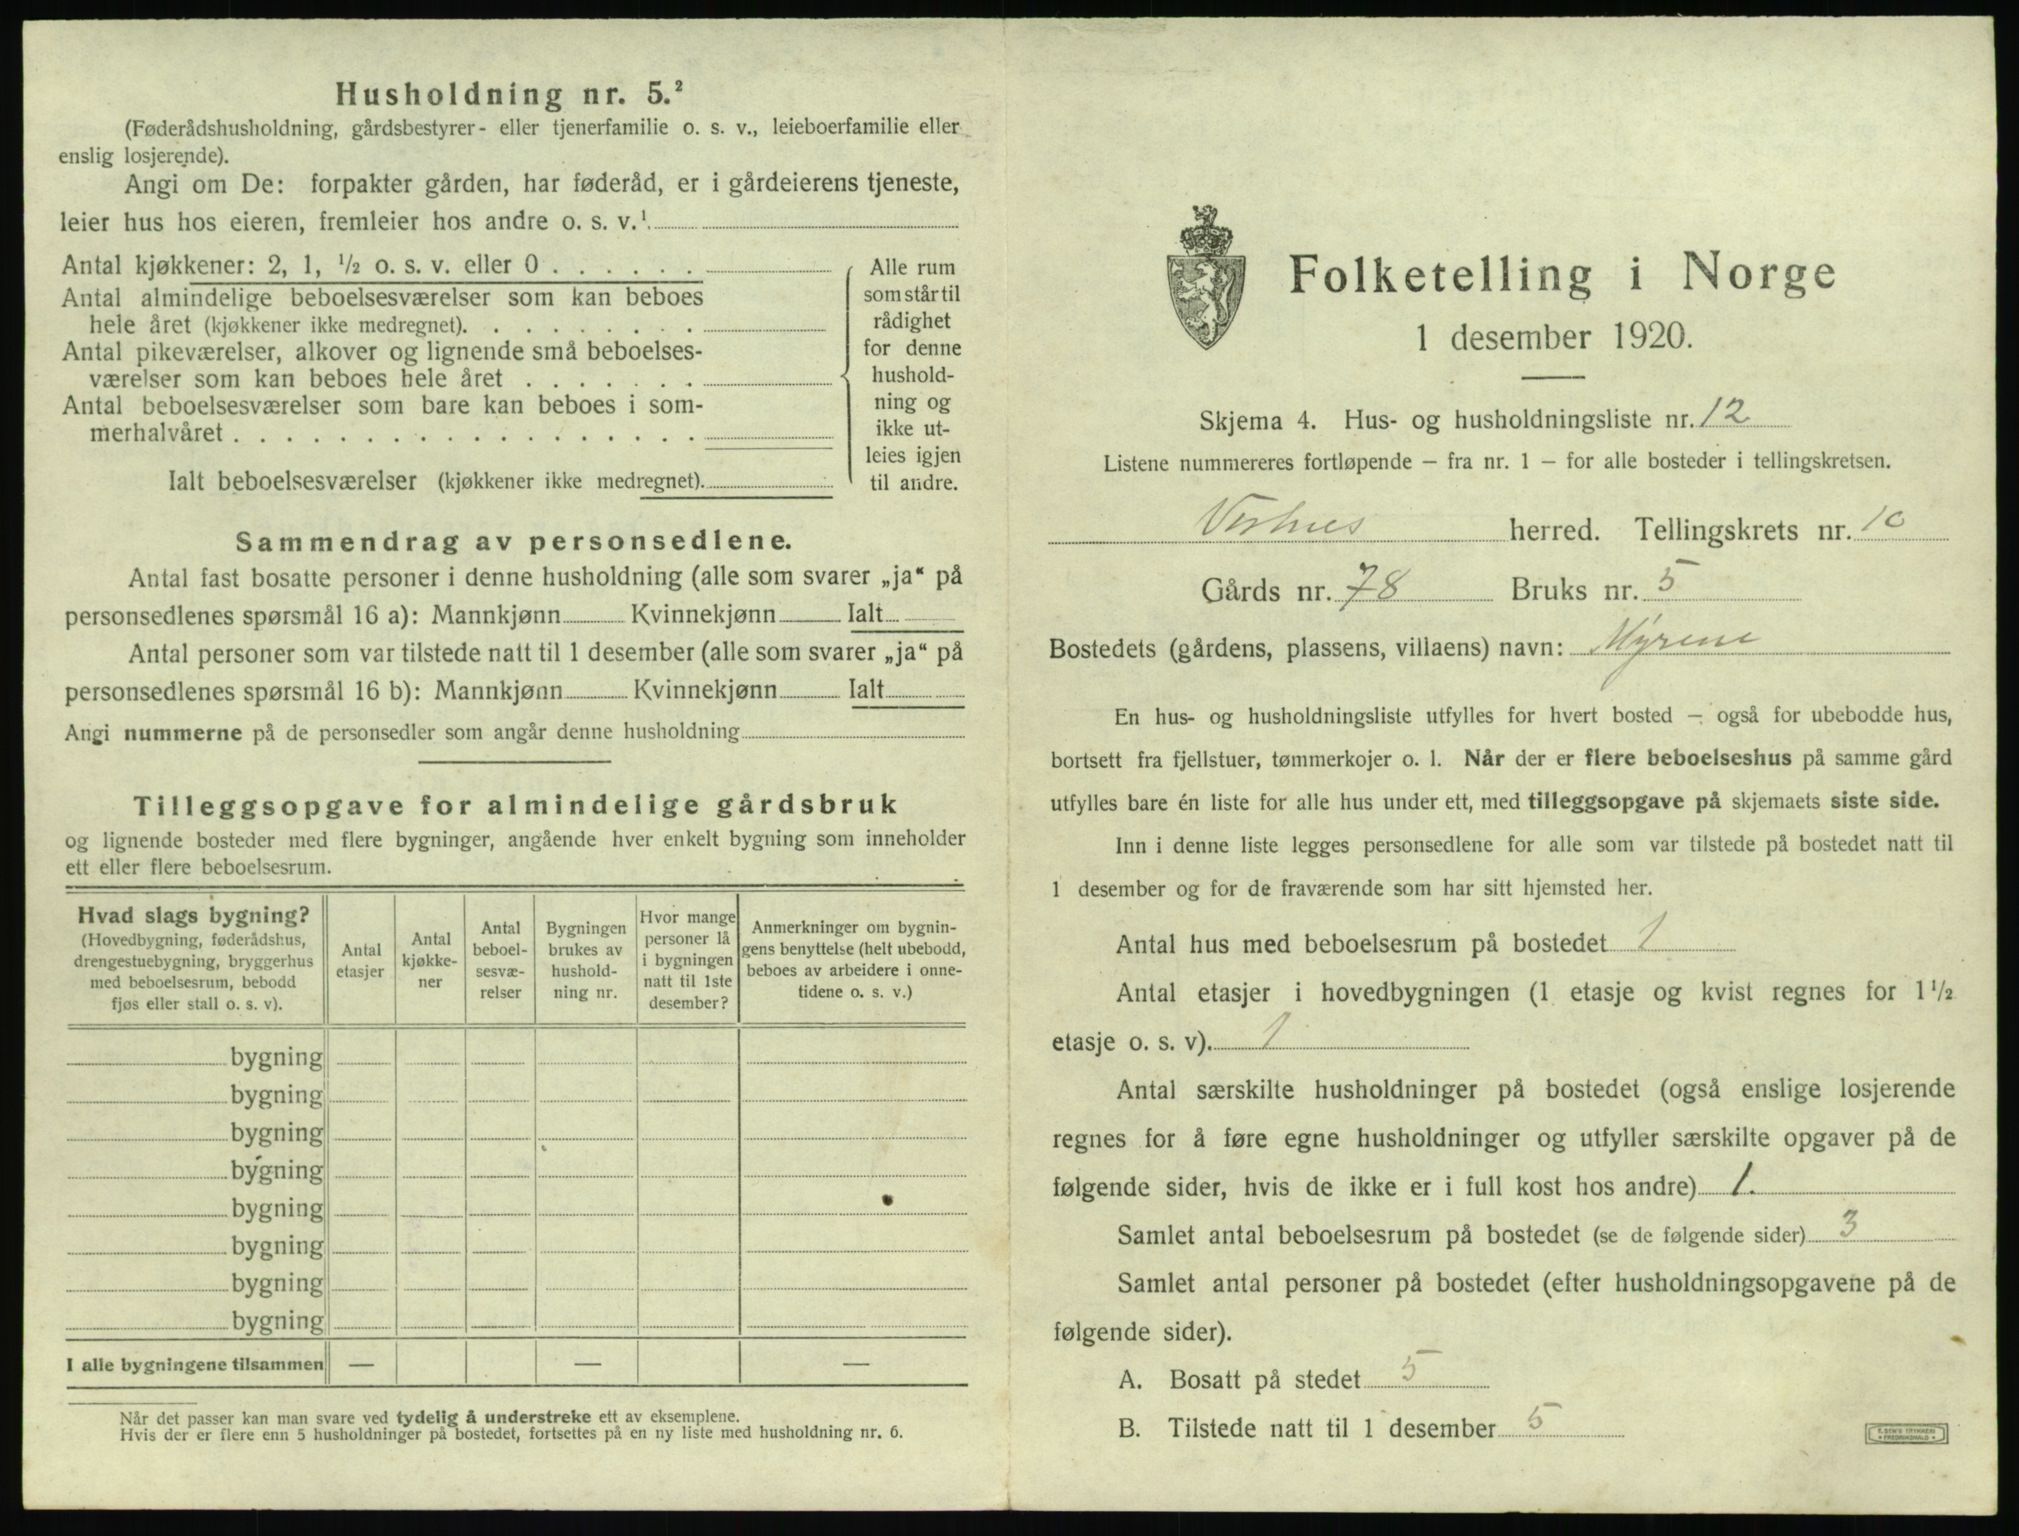 Husholdning nr. 5.²
(Føderådshusholdning, gårdsbestyrer- eller tjenerfamilie o. s. v., leieboerfamilie eller
enslig losjerende).
Angi om De: forpakter gården, har føderåd, er i gårdeierens tjeneste,
leier hus hos eieren, fremleier hos andre o. s. v.¹
Antal kjøkkener: 2, 1, ½ o. s. v. eller 0 . . . . . .
Antal almindelige beboelsesværelser som kan beboes
hele året (kjøkkener ikke medregnet). . . . . . . . .
Antal pikeværelser, alkover og lignende små beboelses-
værelser som kan beboes hele året . . . . . . .
Antal beboelsesværelser som bare kan beboes i som-
merhalvåret . . . . . . . . . . . . . . . . . .
Ialt beboelsesværelser (kjøkkener ikke medregnet).
Alle rum
som står til
rådighet
for denne
hushold-
ning og
ikke ut-
leies igjen
til andre.
Sammendrag av personsedlene.
Antal fast bosatte personer i denne husholdning (alle som svarer „ja“ på
personsedlenes spørsmål 16 a): Mannkjønn Kvinnekjønn Ialt
Antal personer som var tilstede natt til 1 desember (alle som svarer „ja“ på
personsedlenes spørsmål 16 b): Mannkjønn Kvinnekjønn Ialt
Angi nummerne på de personsedler som angår denne husholdning
Tilleggsopgave for almindelige gårdsbruk
og lignende bosteder med flere bygninger, angående hver enkelt bygning som inneholder
ett eller flere beboelsesrum.
Hvad slags bygning?
(Hovedbygning, føderådshus,
drengestuebygning, bryggerhus
med beboelsesrum, bebodd
fjøs eller stall o. s. v).
Antal
etasjer
Antal
kjøkke-
ner
Antal
beboel-
sesvæ-
relser
Bygningen
brukes av
hushold-
ning nr.
Hvor mange
personer lå
i bygningen
natt til 1ste
desember?
Anmerkninger om bygnin-
gens benyttelse (helt ubebodd,
beboes av arbeidere i onne-
tidene o. s. v.)
bygning
bygning
bygning
bygning
bygning
bygning
bygning
bygning
I alle bygningene tilsammen — — —
Når det passer kan man svare ved tydelig å understreke ett av eksemplene.
Hvis der er flere enn 5 husholdninger på bostedet, fortsettes på en ny liste med husholdning nr. 6.
Folketelling i Norge
1 desember 1920.
Skjema 4. Hus- og husholdningsliste nr. 12
Listene nummereres fortløpende – fra nr. 1 – for alle bosteder i tellingskretsen.
Vestnes herred. Tellingskrets nr. 10
Gårds nr. 78 Bruks nr. 5
Bostedets (gårdens, plassens, villaens) navn: Myrene
En hus- og husholdningsliste utfylles for hvert bosted – også for ubebodde hus,
bortsett fra fjellstuer, tømmerkojer o. l. Når der er flere beboelseshus på samme gård
utfylles bare én liste for alle hus under ett, med tilleggsopgave på skjemaets siste side.
Inn i denne liste legges personsedlene for alle som var tilstede på bostedet natt til
1 desember og for de fraværende som har sitt hjemsted her.
Antal hus med beboelsesrum på bostedet 1
Antal etasjer i hovedbygningen (1 etasje og kvist regnes for 1½
etasje o. s. v). 1
Antal særskilte husholdninger på bostedet (også enslige losjerende
regnes for å føre egne husholdninger og utfyller særskilte opgaver på de
følgende sider, hvis de ikke er i full kost hos andre) 1.
Samlet antal beboelsesrum på bostedet (se de følgende sider) 3
Samlet antal personer på bostedet (efter husholdningsopgavene på de
følgende sider).
A. Bosatt på stedet 5
B. Tilstede natt til 1 desember 5